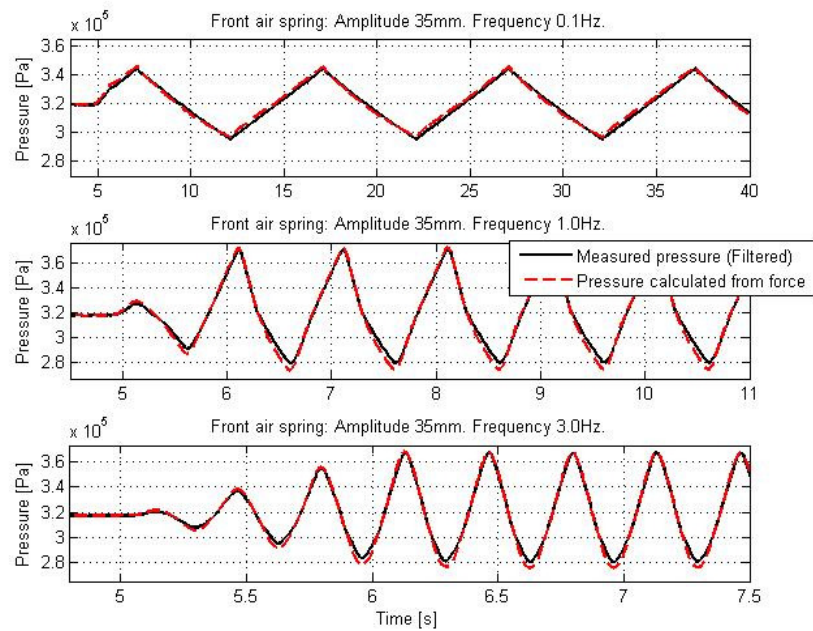 Front air spring: Amplitude 35mm. Frequency 0.1Hz.
x 10^5
3.6
3.4
3.2
3
2.8
Pressure [Pa]
5 10 15 20 25 30 35 40
Front air spring: Amplitude 35mm. Frequency 1.0Hz.
x 10^5
3.6
3.4
3.2
3
2.8
Pressure [Pa]
Measured pressure (Filtered)
Pressure calculated from force
5 6 7 8 9 10 11
Front air spring: Amplitude 35mm. Frequency 3.0Hz.
x 10^5
3.6
3.4
3.2
3
2.8
Pressure [Pa]
5 5.5 6 6.5 7 7.5
Time [s]